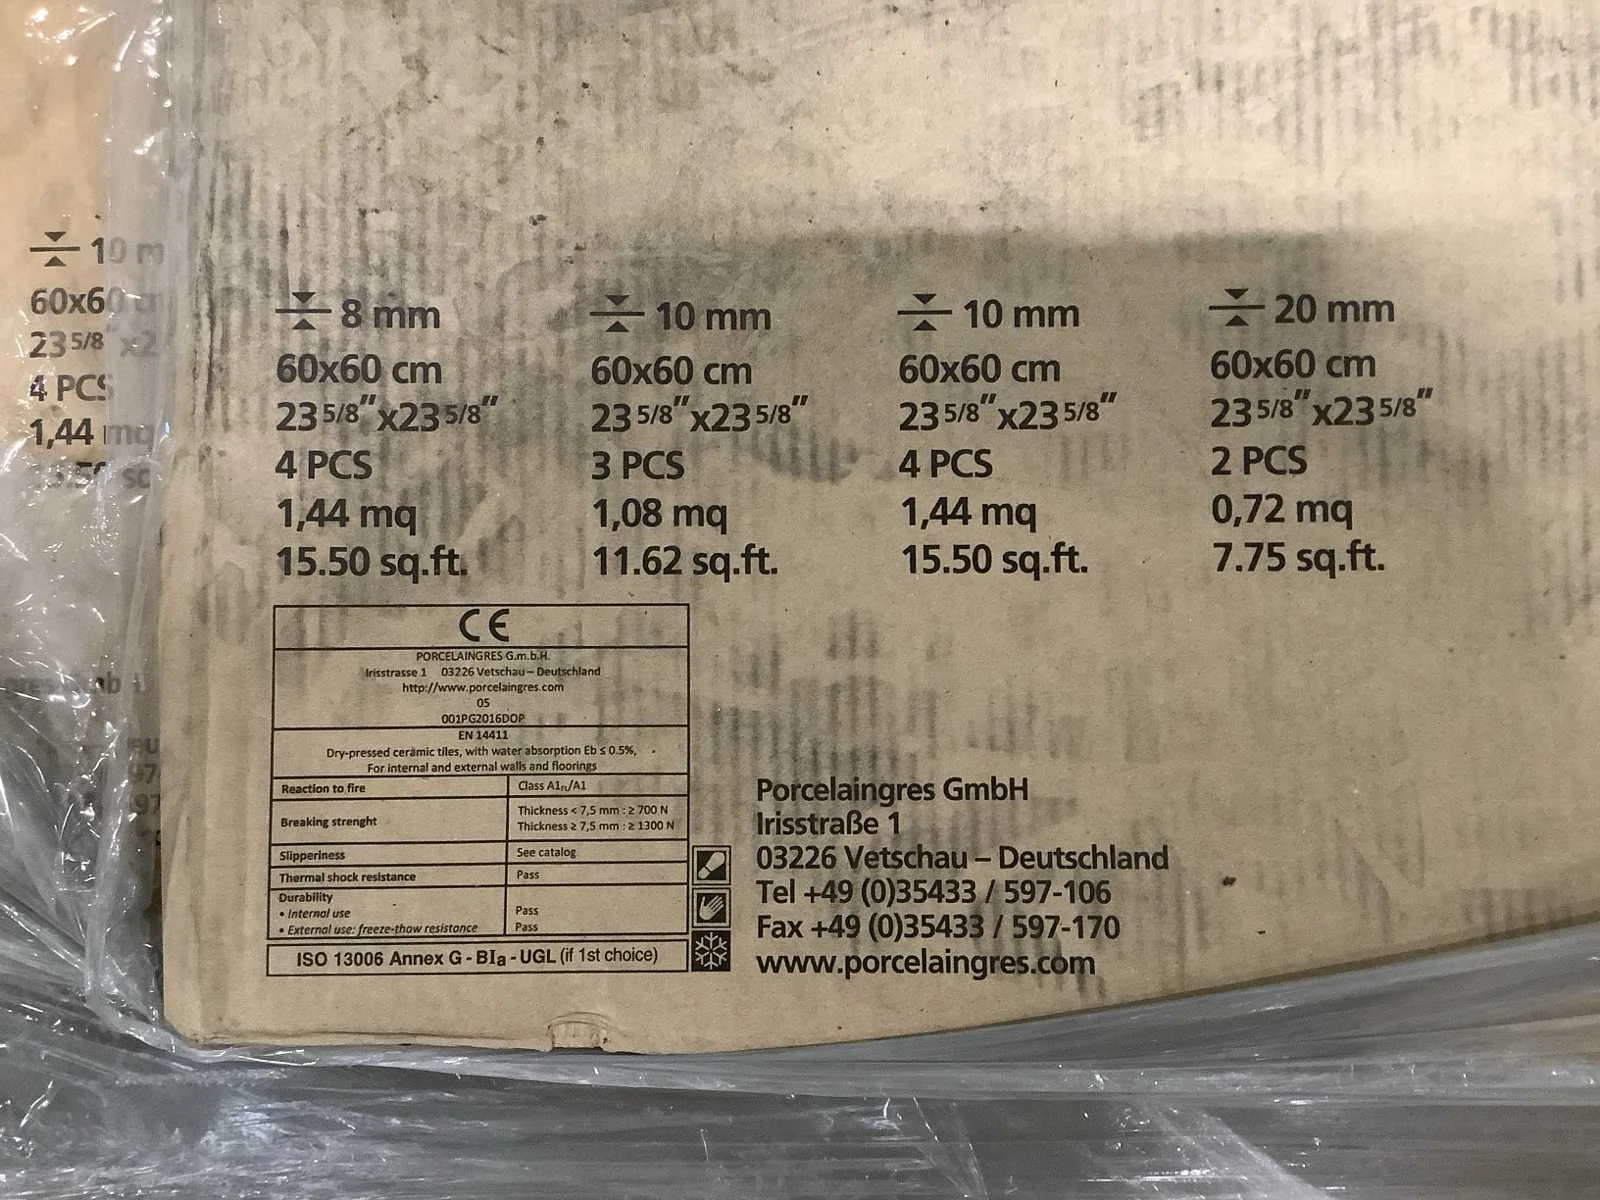 10 m
60x60
23 5/8 x2
4 PCS
1,44 mq
sq
8 mm
60x60 cm
23 5/8"x23 5/8"
4 PCS
1,44 mq
15.50 sq.ft.
10 mm
60x60 cm
23 5/8"x23 5/8"
3 PCS
1,08 mq
11.62 sq.ft.
10 mm
60x60 cm
23 5/8"x23 5/8"
4 PCS
1,44 mq
15.50 sq.ft.
20 mm
60x60 cm
23 5/8"x23 5/8"
2 PCS
0,72 mq
7.75 sq.ft.
CE
PORCELAINGRES G.m.b.H.
Irisstrasse 1 03226 Vetschau – Deutschland
http://www.porcelaingres.com
05
001PG2016DOP
EN 14411
Dry-pressed ceramic tiles, with water absorption Eb ≤ 0.5%,
For internal and external walls and floorings
Reaction to fire Class A1FL/A1
Breaking strenght Thickness < 7,5 mm : ≥ 700 N
Thickness ≥ 7,5 mm : ≥ 1300 N
Slipperiness See catalog
Thermal shock resistance Pass
Durability
• Internal use Pass
• External use: freeze-thaw resistance Pass
ISO 13006 Annex G - BIa - UGL (if 1st choice)
Porcelaingres GmbH
Irisstraße 1
03226 Vetschau – Deutschland
Tel +49 (0)35433 / 597-106
Fax +49 (0)35433 / 597-170
www.porcelaingres.com